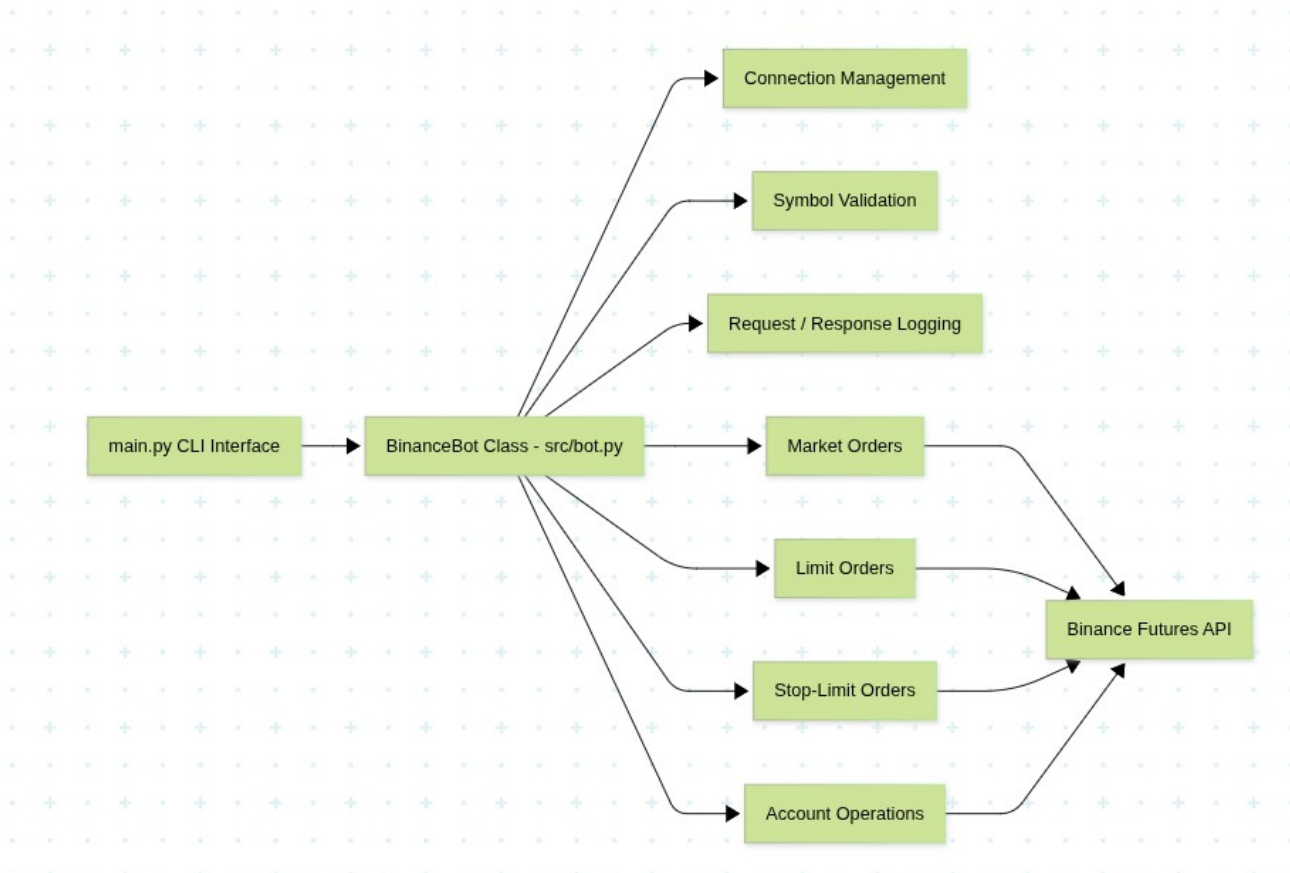 Connection Management
Symbol Validation
Request / Response Logging
main.py CLI Interface
BinanceBot Class - src/bot.py
Market Orders
Limit Orders
Binance Futures API
Stop-Limit Orders
Account Operations